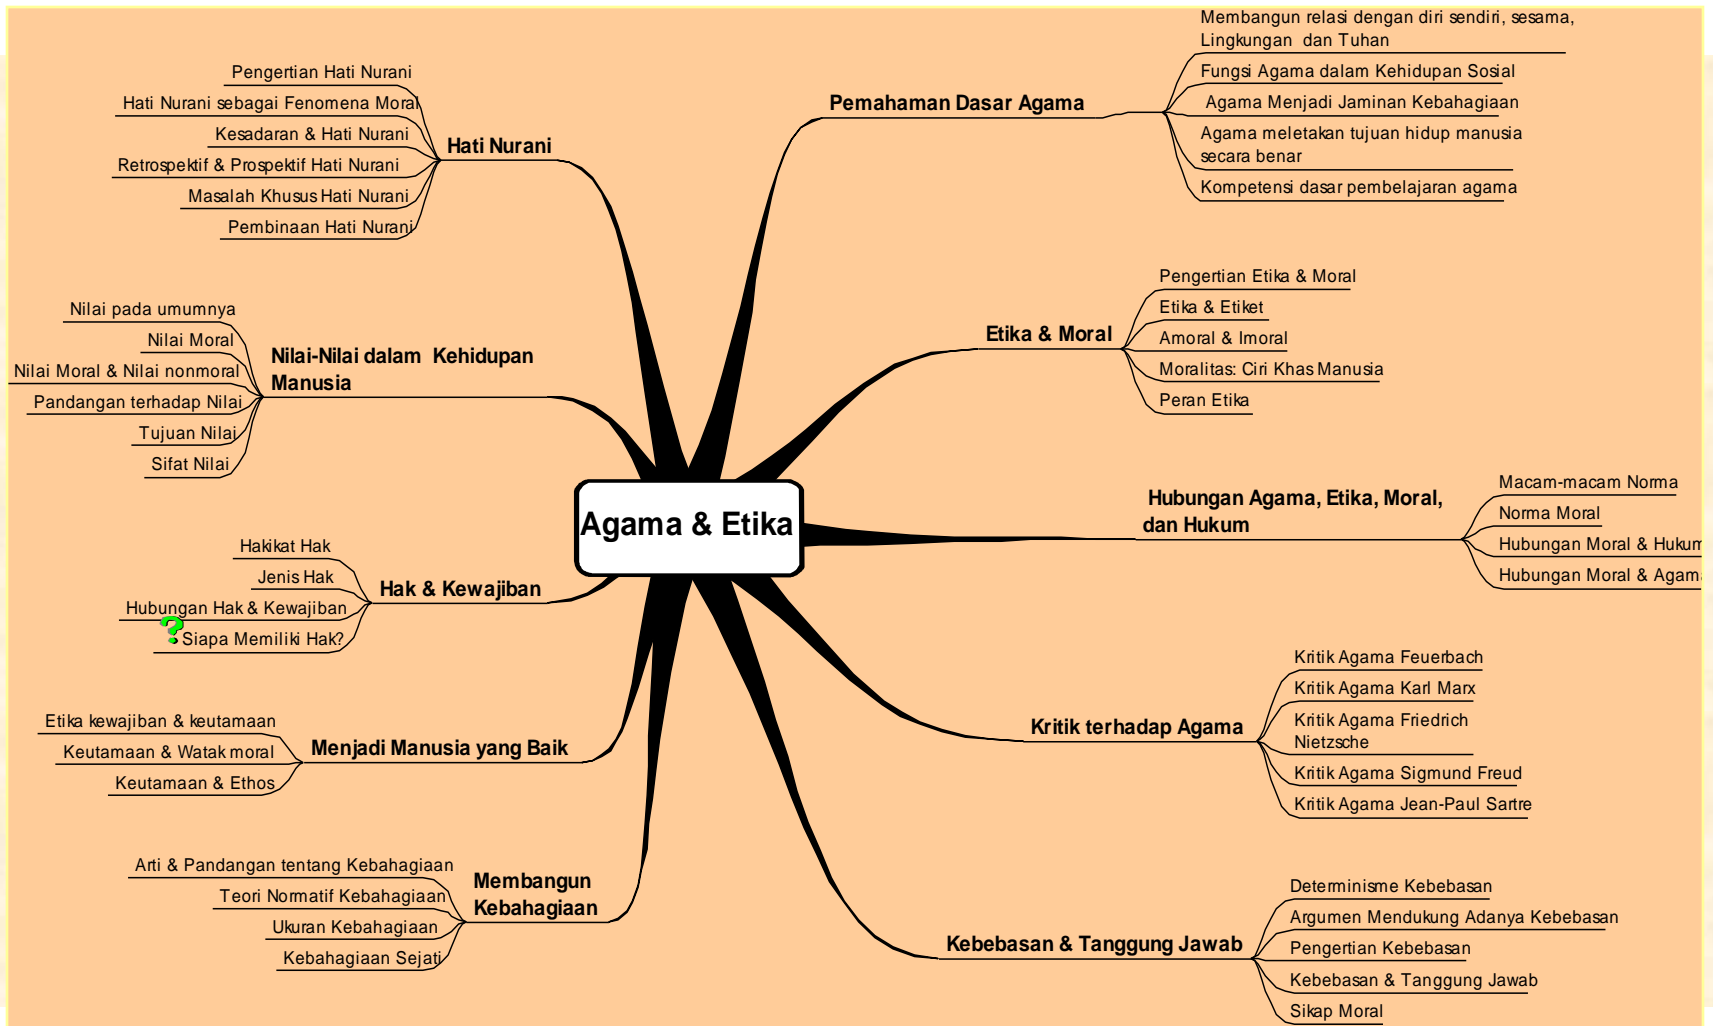 Agama & Etika
Pemahaman Dasar Agama
Membangun relasi dengan diri sendiri, sesama,
Lingkungan dan Tuhan
Fungsi Agama dalam Kehidupan Sosial
Agama Menjadi Jaminan Kebahagiaan
Agama meletakan tujuan hidup manusia
secara benar
Kompetensi dasar pembelajaran agama
Etika & Moral
Pengertian Etika & Moral
Etika & Etiket
Amoral & Imoral
Moralitas: Ciri Khas Manusia
Peran Etika
Hubungan Agama, Etika, Moral,
dan Hukum
Macam-macam Norma
Norma Moral
Hubungan Moral & Hukum
Hubungan Moral & Agama
Kritik terhadap Agama
Kritik Agama Feuerbach
Kritik Agama Karl Marx
Kritik Agama Friedrich
Nietzsche
Kritik Agama Sigmund Freud
Kritik Agama Jean-Paul Sartre
Kebebasan & Tanggung Jawab
Determinisme Kebebasan
Argumen Mendukung Adanya Kebebasan
Pengertian Kebebasan
Kebebasan & Tanggung Jawab
Sikap Moral
Membangun
Kebahagiaan
Arti & Pandangan tentang Kebahagiaan
Teori Normatif Kebahagiaan
Ukuran Kebahagiaan
Kebahagiaan Sejati
Menjadi Manusia yang Baik
Etika kewajiban & keutamaan
Keutamaan & Watak moral
Keutamaan & Ethos
Hak & Kewajiban
Hakikat Hak
Jenis Hak
Hubungan Hak & Kewajiban
? Siapa Memiliki Hak?
Nilai-Nilai dalam Kehidupan
Manusia
Nilai pada umumnya
Nilai Moral
Nilai Moral & Nilai nonmoral
Pandangan terhadap Nilai
Tujuan Nilai
Sifat Nilai
Hati Nurani
Pengertian Hati Nurani
Hati Nurani sebagai Fenomena Moral
Kesadaran & Hati Nurani
Retrospektif & Prospektif Hati Nurani
Masalah Khusus Hati Nurani
Pembinaan Hati Nurani